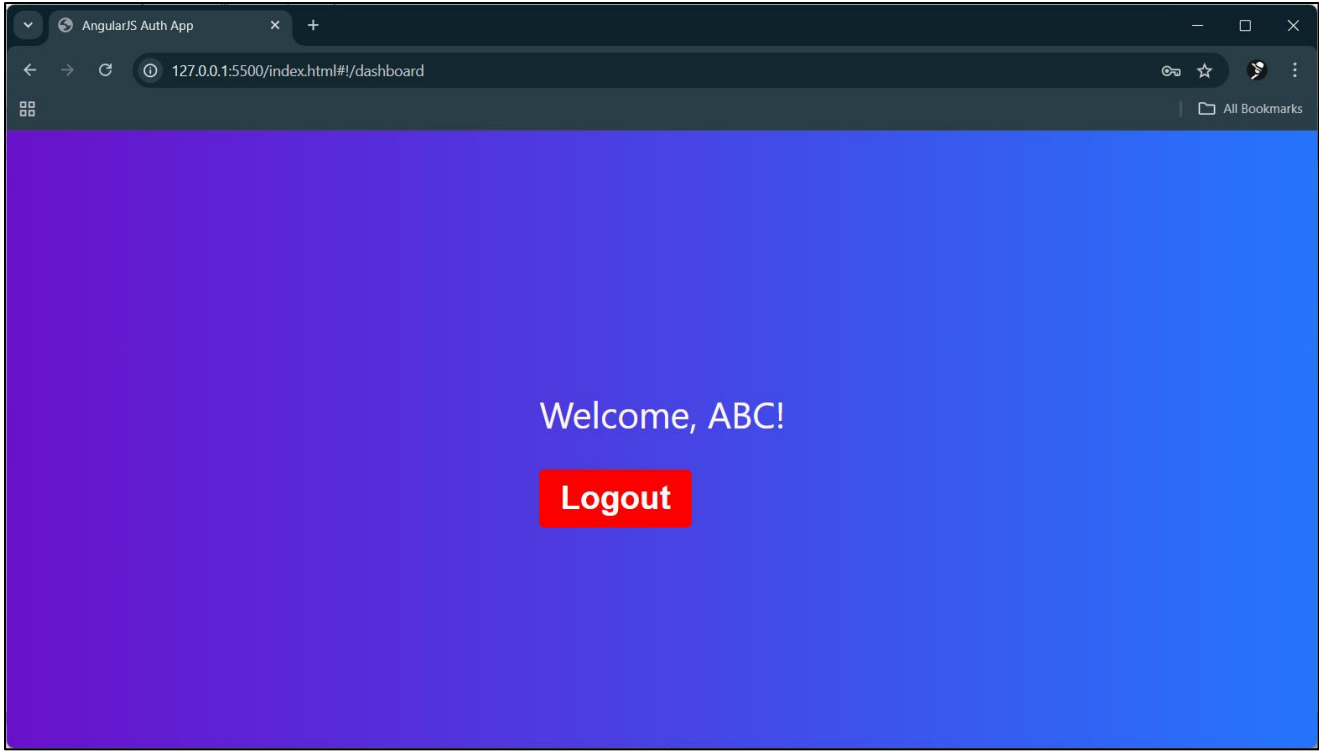 AngularJS Auth App
127.0.0.1:5500/index.html#!/dashboard
All Bookmarks
Welcome, ABC!
Logout